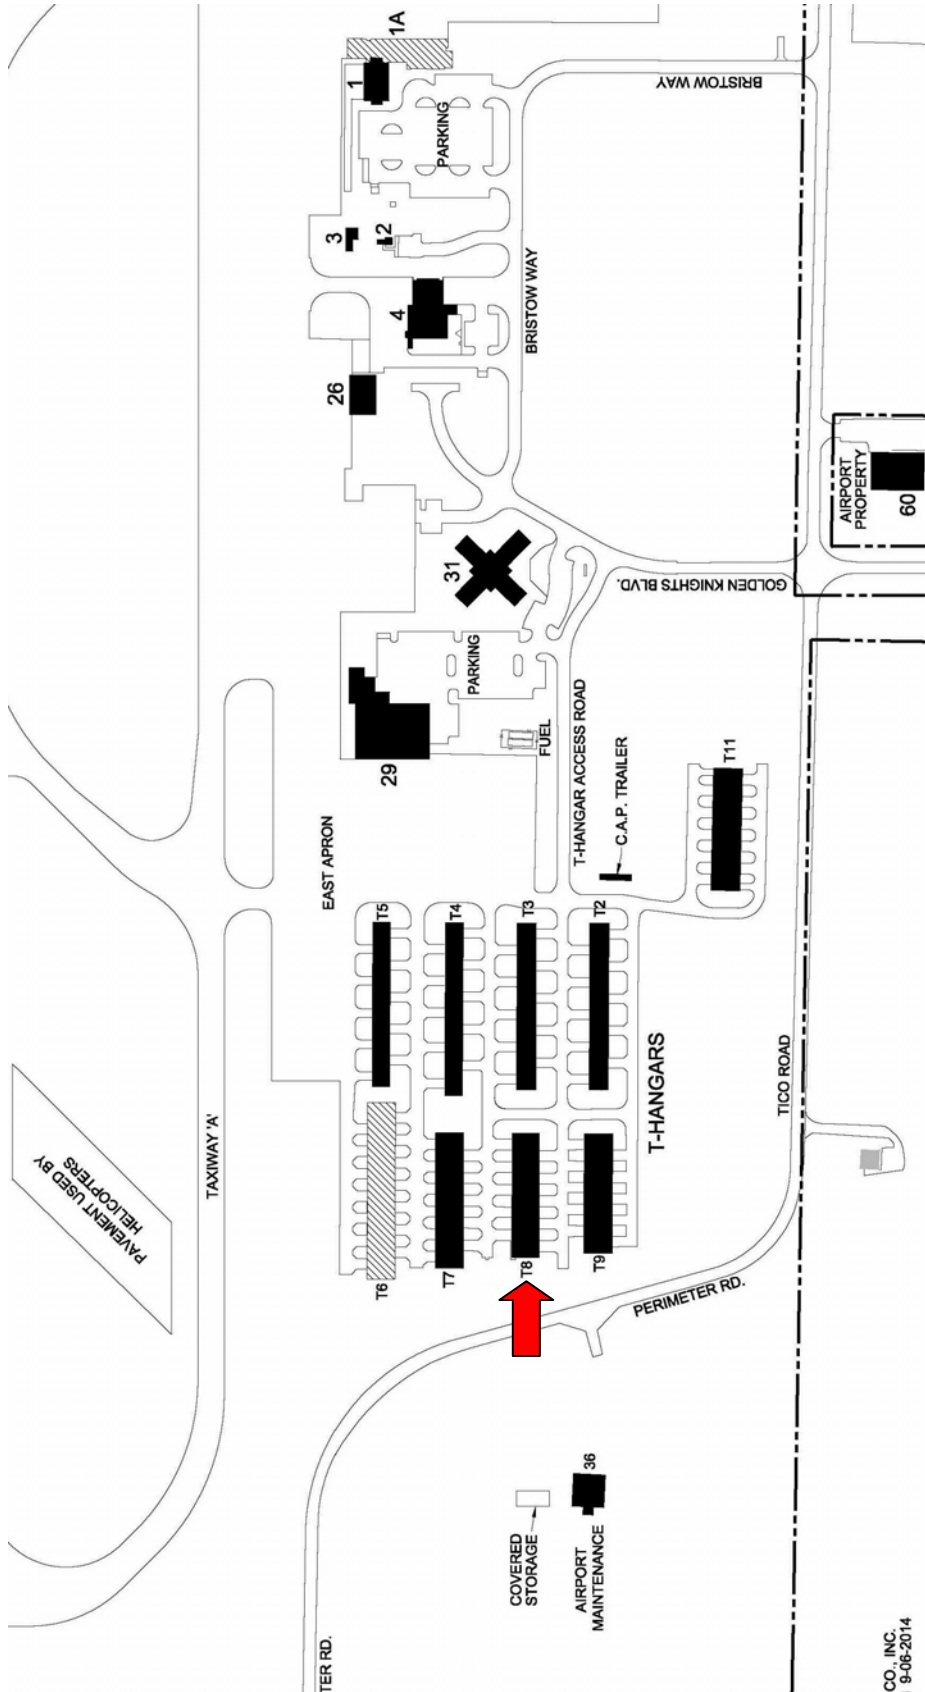 1A
1
PARKING
BRISTOW WAY
3
2
4
BRISTOW WAY
26
AIRPORT
PROPERTY
60
31
GOLDEN KNIGHTS BLVD.
PARKING
29
FUEL
T-HANGAR ACCESS ROAD
C.A.P. TRAILER
T11
EAST APRON
T5
T4
T3
T2
T-HANGARS
TICO ROAD
PAVEMENT USED BY
HELICOPTERS
TAXIWAY 'A'
T6
T7
T8
T9
PERIMETER RD.
36
COVERED
STORAGE
AIRPORT
MAINTENANCE
TER RD.
CO., INC.
9-06-2014